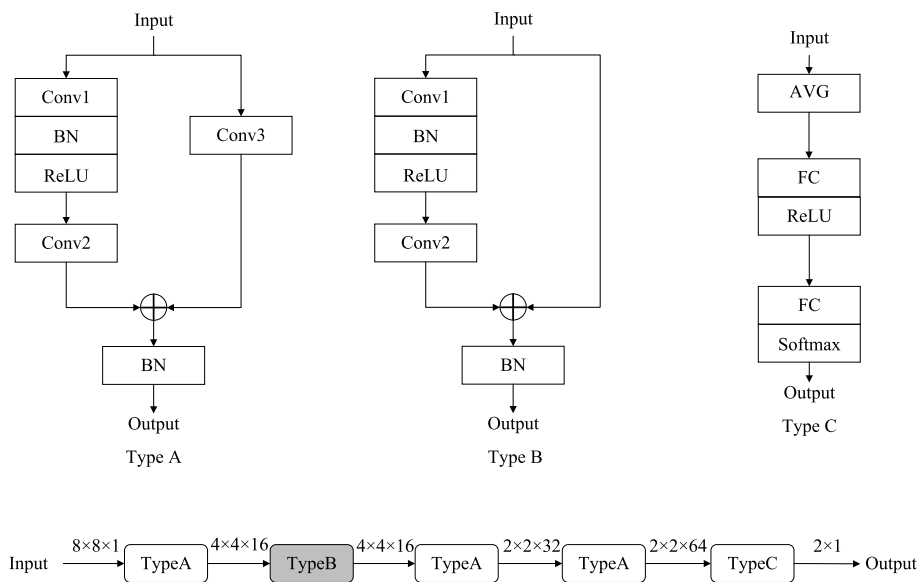 Input
Conv1
BN
ReLU
Conv3
Conv2
BN
Output
Type A
Input
Conv1
BN
ReLU
Conv2
BN
Output
Type B
Input
AVG
FC
ReLU
FC
Softmax
Output
Type C
Input 8×8×1 TypeA 4×4×16 TypeB 4×4×16 TypeA 2×2×32 TypeA 2×2×64 TypeC 2×1 Output